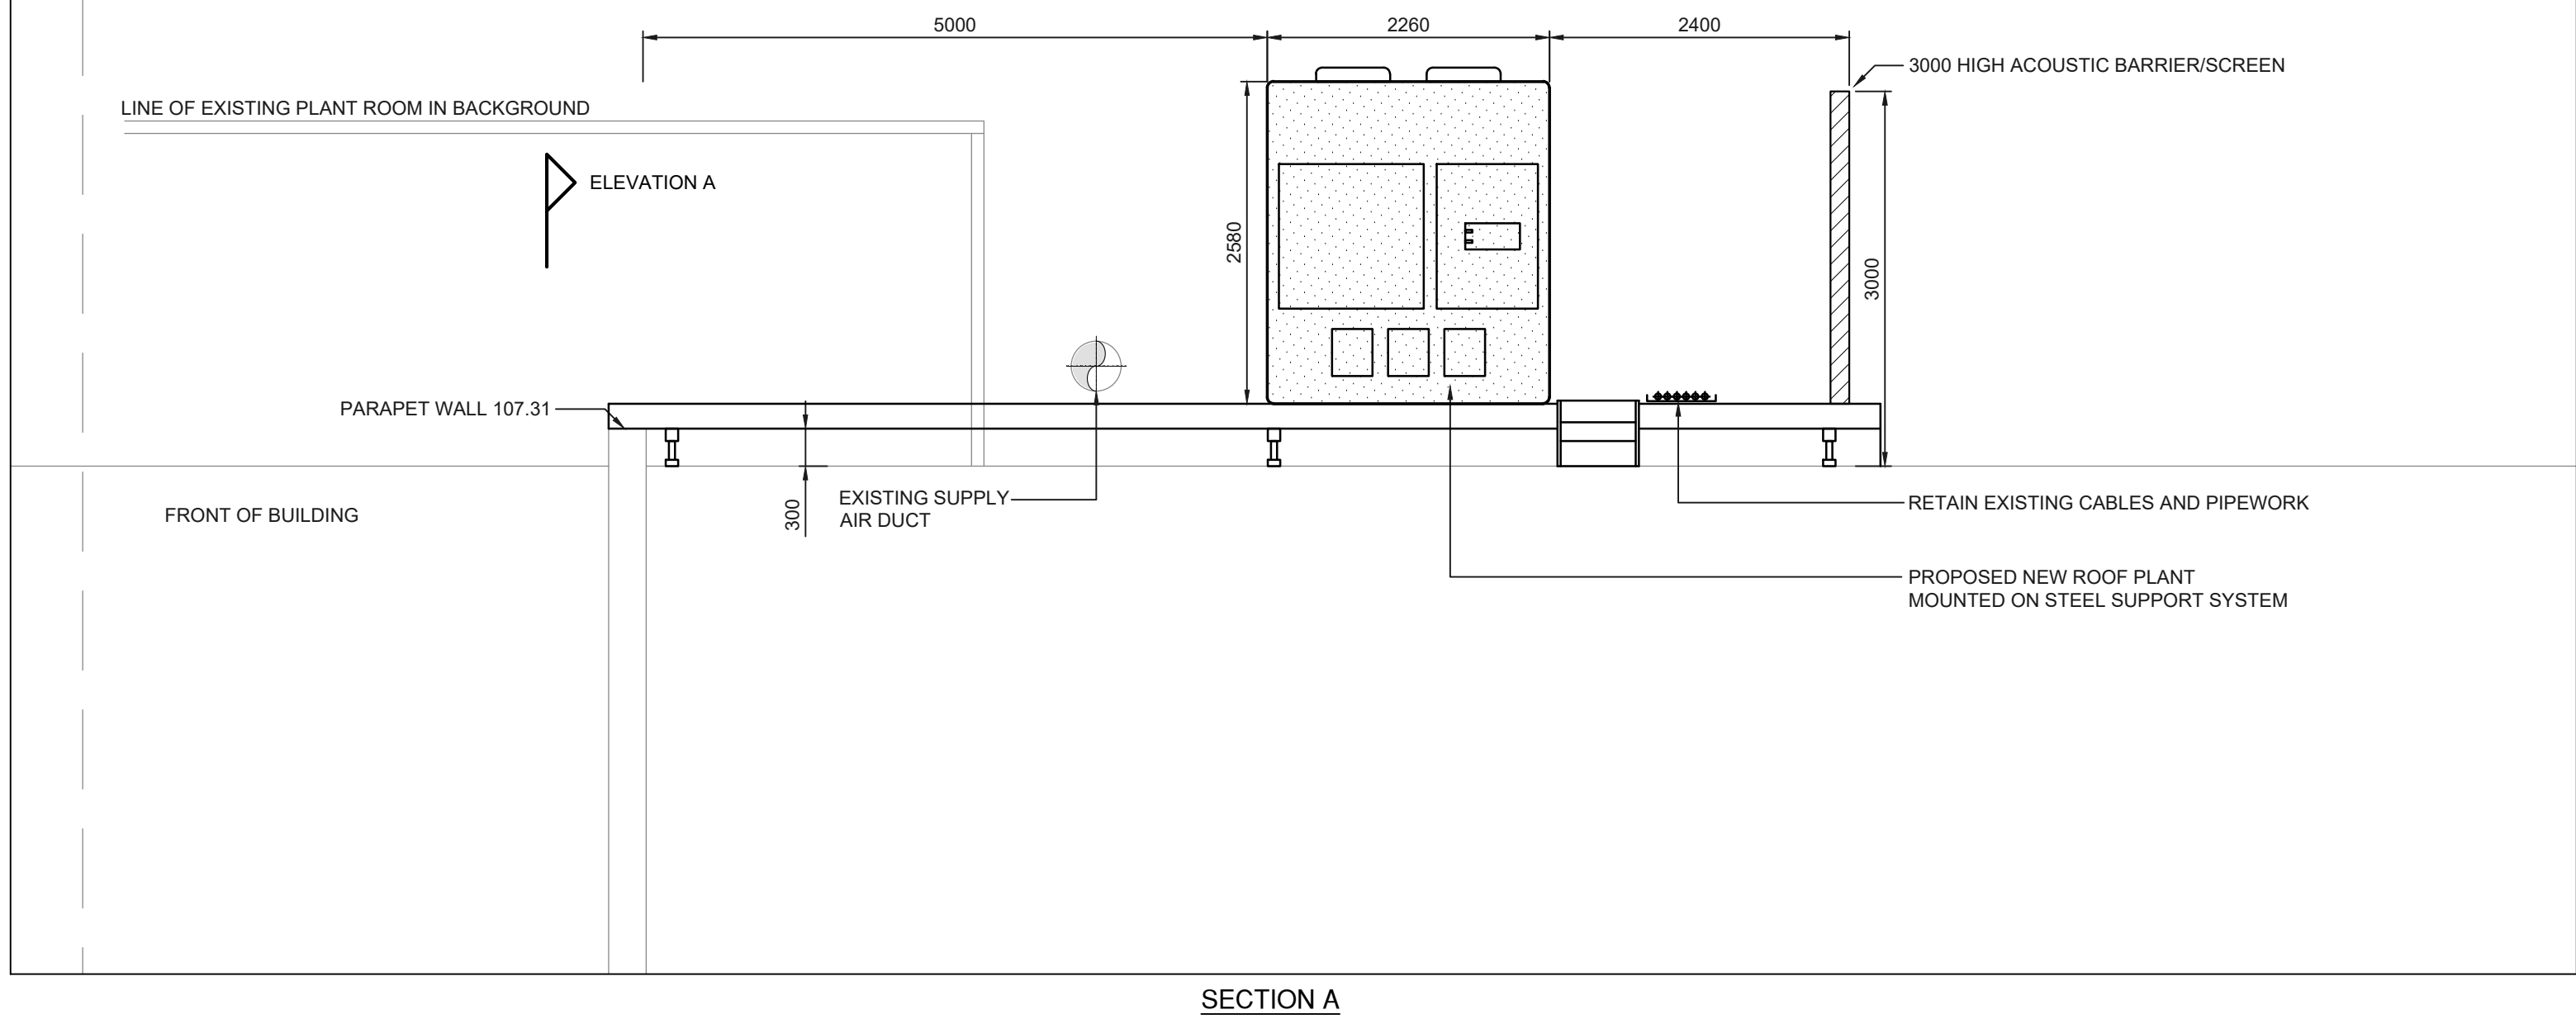 5000
2260
2400
3000 HIGH ACOUSTIC BARRIER/SCREEN
LINE OF EXISTING PLANT ROOM IN BACKGROUND
ELEVATION A
2580
3000
PARAPET WALL 107.31
300
EXISTING SUPPLY
AIR DUCT
FRONT OF BUILDING
RETAIN EXISTING CABLES AND PIPEWORK
PROPOSED NEW ROOF PLANT
MOUNTED ON STEEL SUPPORT SYSTEM
SECTION A